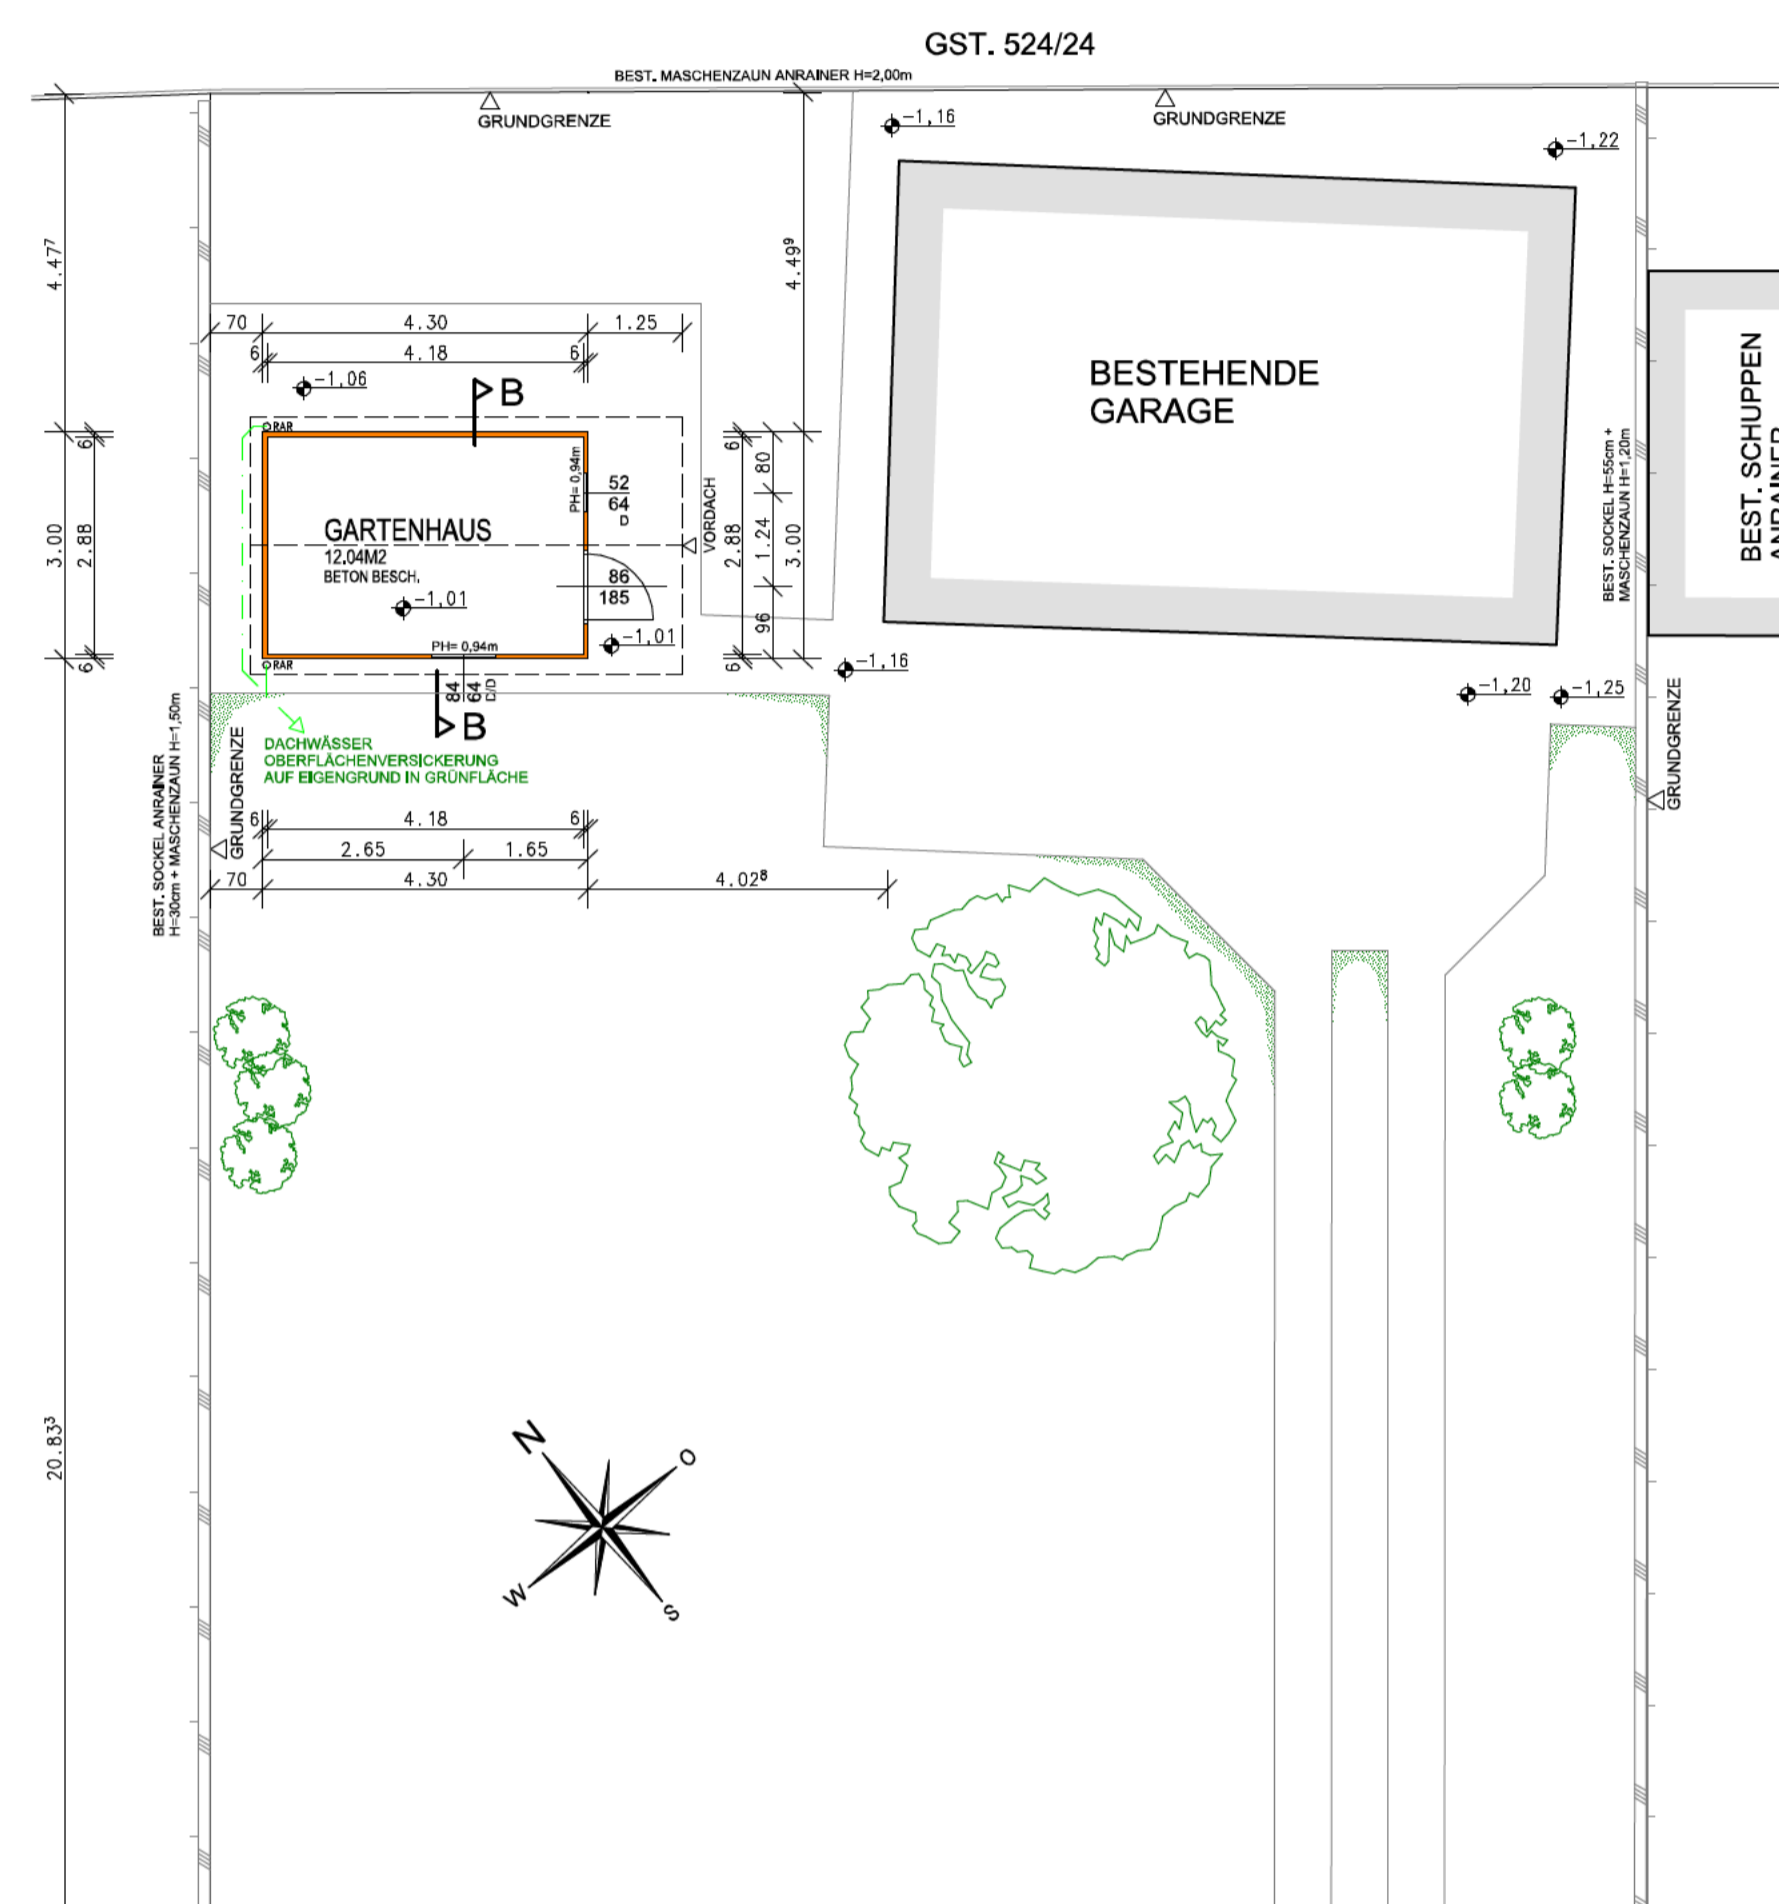 GST. 524/24
BEST. MASCHENZAUN ANRAINER H=2,00m
GRUNDGRENZE
GRUNDGRENZE
-1,16
-1,22
4.47⁷
4.49⁹
70
4.30
1.25
6
4.18
6
-1,06
B
BESTEHENDE
GARAGE
BEST. SCHUPPEN
BEST. SOCKEL H=55cm +
MASCHENZAUN H=1,20m
RAR
6
3.00
2.88
6
PH= 0,94m
52
64
D
GARTENHAUS
12.04M2
BETON BESCH.
-1,01
86
185
VORDACH
6
2.88
6
80
1.24
96
3.00
-1,01
PH= 0,94m
RAR
84
64
D/D
B
-1,16
-1,20
-1,25
GRUNDGRENZE
DACHWÄSSER
OBERFLÄCHENVERSICKERUNG
AUF EIGENGRUND IN GRÜNFLÄCHE
GRUNDGRENZE
BEST. SOCKEL ANRAINER
H=30cm + MASCHENZAUN H=1,50m
6
4.18
6
2.65
1.65
70
4.30
4.02⁸
20.83³
N
O
W
S